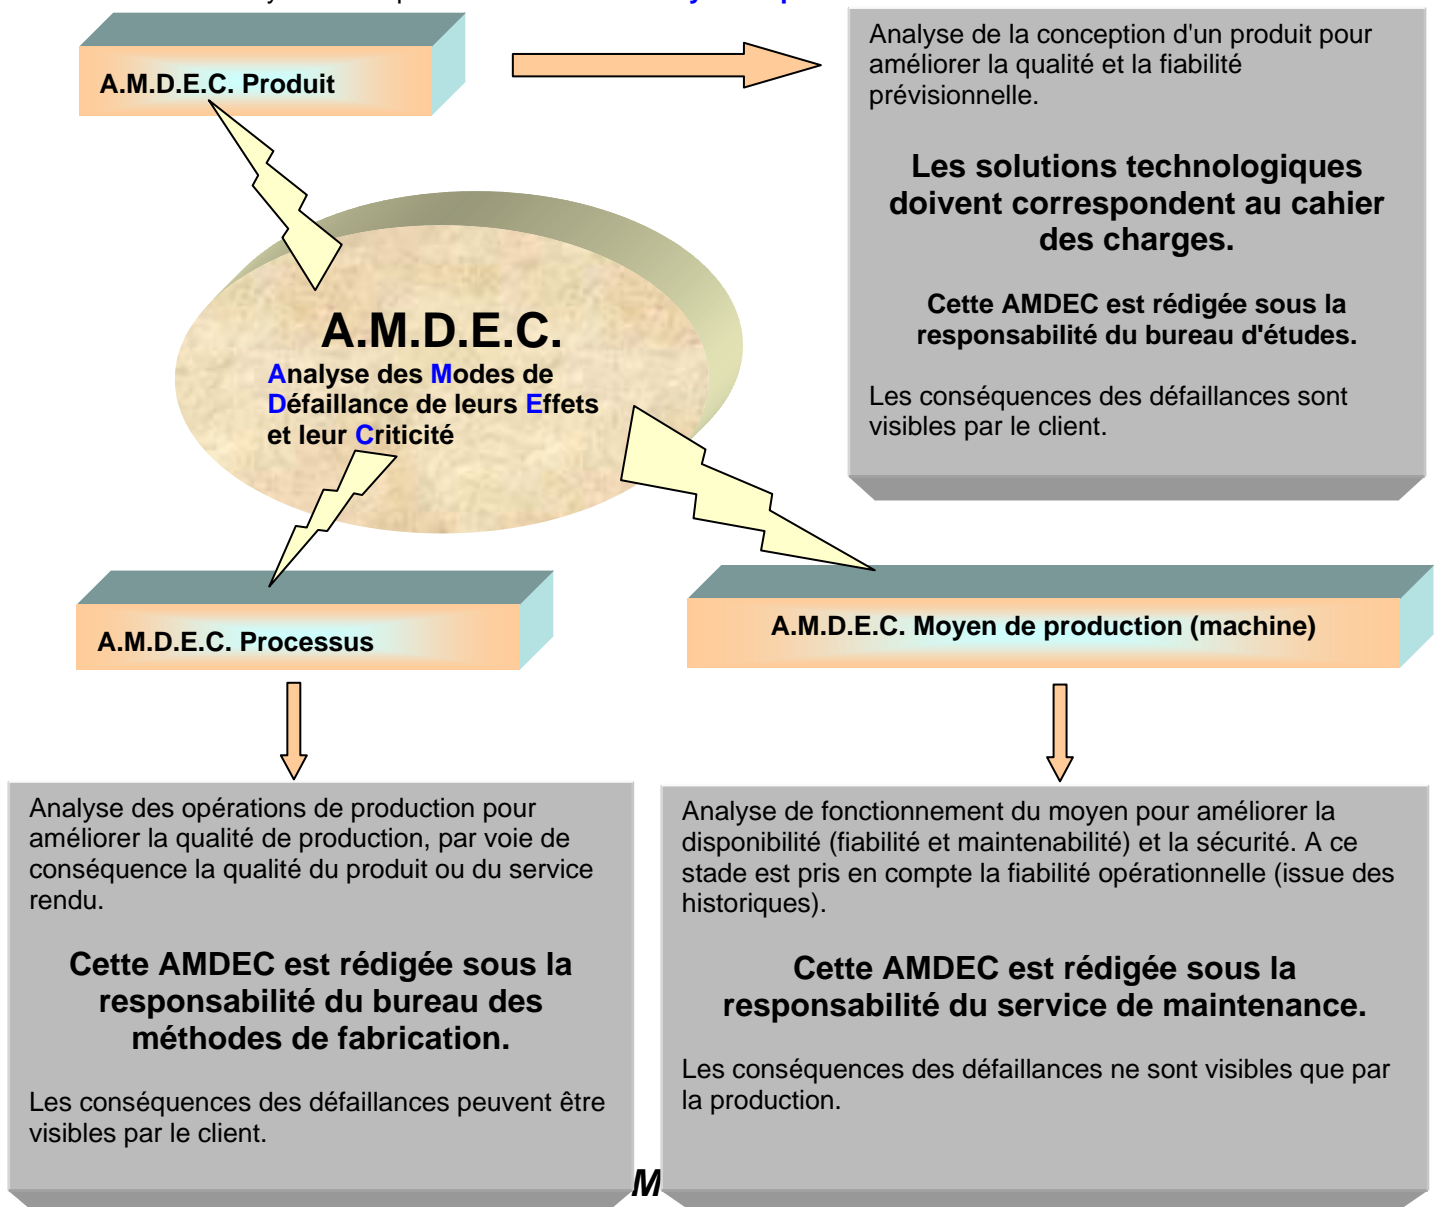 A.M.D.E.C. Produit
Analyse de la conception d'un produit pour
améliorer la qualité et la fiabilité
prévisionnelle.
Les solutions technologiques
doivent correspondent au cahier
des charges.
Cette AMDEC est rédigée sous la
responsabilité du bureau d'études.
Les conséquences des défaillances sont
visibles par le client.
A.M.D.E.C.
Analyse des Modes de
Défaillance de leurs Effets
et leur Criticité
A.M.D.E.C. Processus
A.M.D.E.C. Moyen de production (machine)
Analyse des opérations de production pour
améliorer la qualité de production, par voie de
conséquence la qualité du produit ou du service
rendu.
Cette AMDEC est rédigée sous la
responsabilité du bureau des
méthodes de fabrication.
Les conséquences des défaillances peuvent être
visibles par le client.
Analyse de fonctionnement du moyen pour améliorer la
disponibilité (fiabilité et maintenabilité) et la sécurité. A ce
stade est pris en compte la fiabilité opérationnelle (issue des
historiques).
Cette AMDEC est rédigée sous la
responsabilité du service de maintenance.
Les conséquences des défaillances ne sont visibles que par
la production.
M